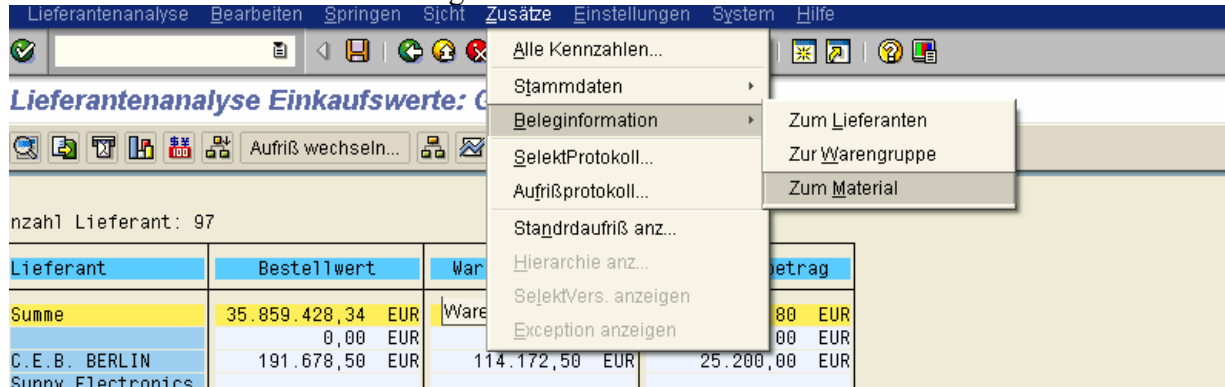 Lieferantenanalyse Bearbeiten Springen Sicht Zusätze Einstellungen System Hilfe
Alle Kennzahlen...
Stammdaten
Beleginformation
SelektProtokoll...
Aufrißprotokoll...
Standrdaufriß anz...
Hierarchie anz...
SelektVers. anzeigen
Exception anzeigen
Zum Lieferanten
Zur Warengruppe
Zum Material
Lieferantenanalyse Einkaufswerte: G
Aufriß wechseln...
nzahl Lieferant: 97
Lieferant Bestellwert War betrag
Summe 35.859.428,34 EUR Ware 80 EUR
0,00 EUR 00 EUR
C.E.B. BERLIN 191.678,50 EUR 114.172,50 EUR 25.200,00 EUR
Sunny Electronics